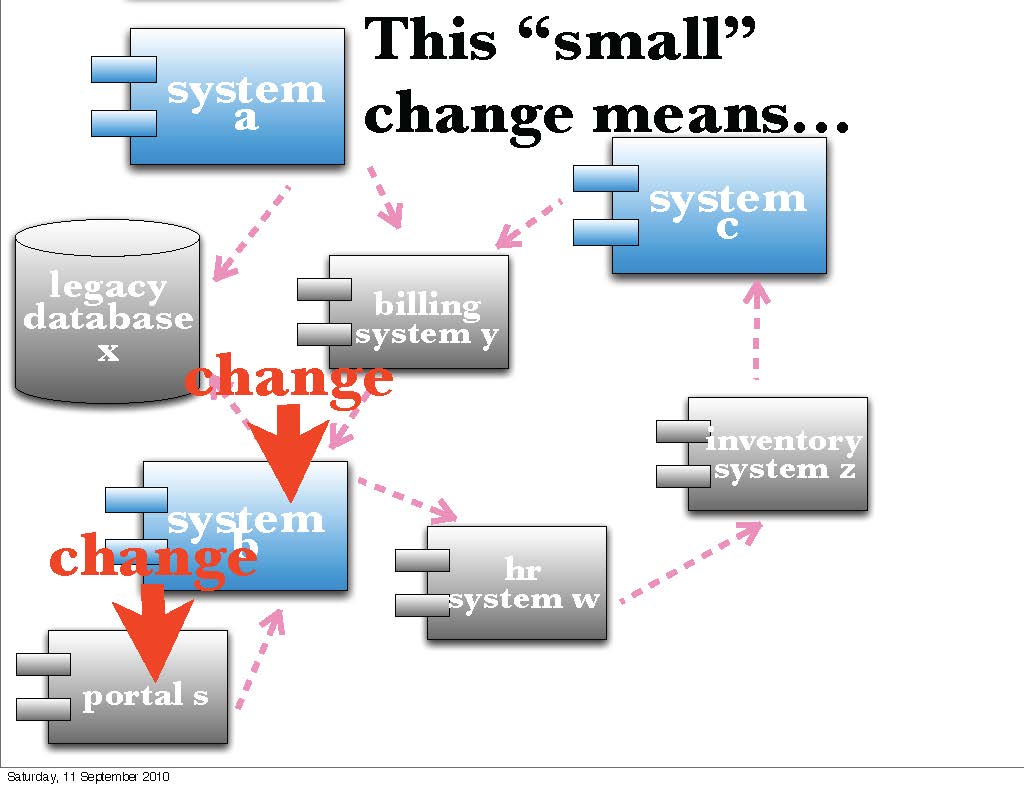 This “small”
change means…
system
a
system
c
legacy
database
x
billing
system y
change
inventory
system z
system
b
change
hr
system w
portal s
Saturday, 11 September 2010